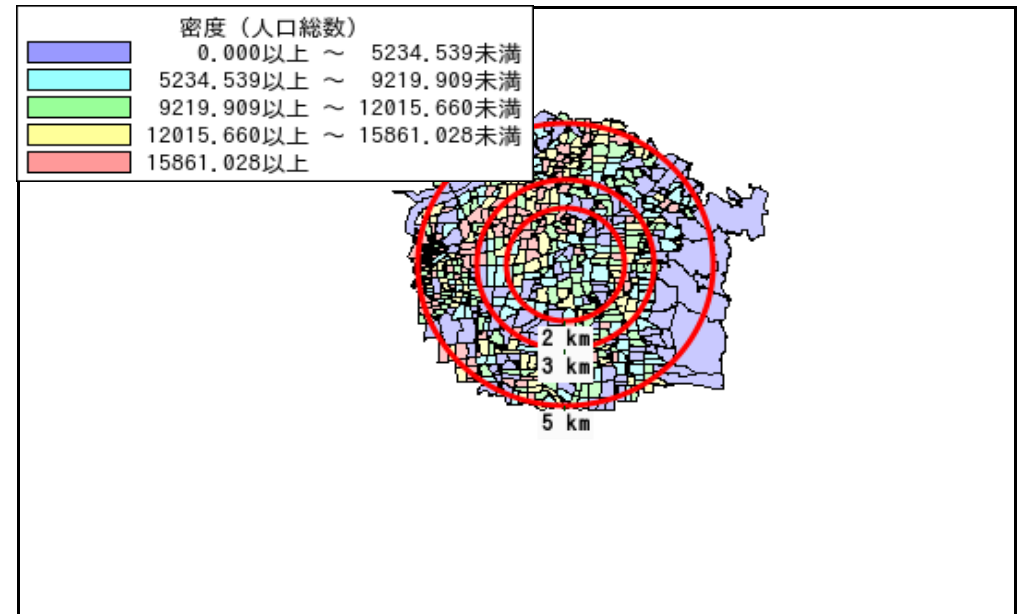 密度（人口総数）
0.000以上 ～ 5234.539未満
5234.539以上 ～ 9219.909未満
9219.909以上 ～ 12015.660未満
12015.660以上 ～ 15861.028未満
15861.028以上
2 km
3 km
5 km